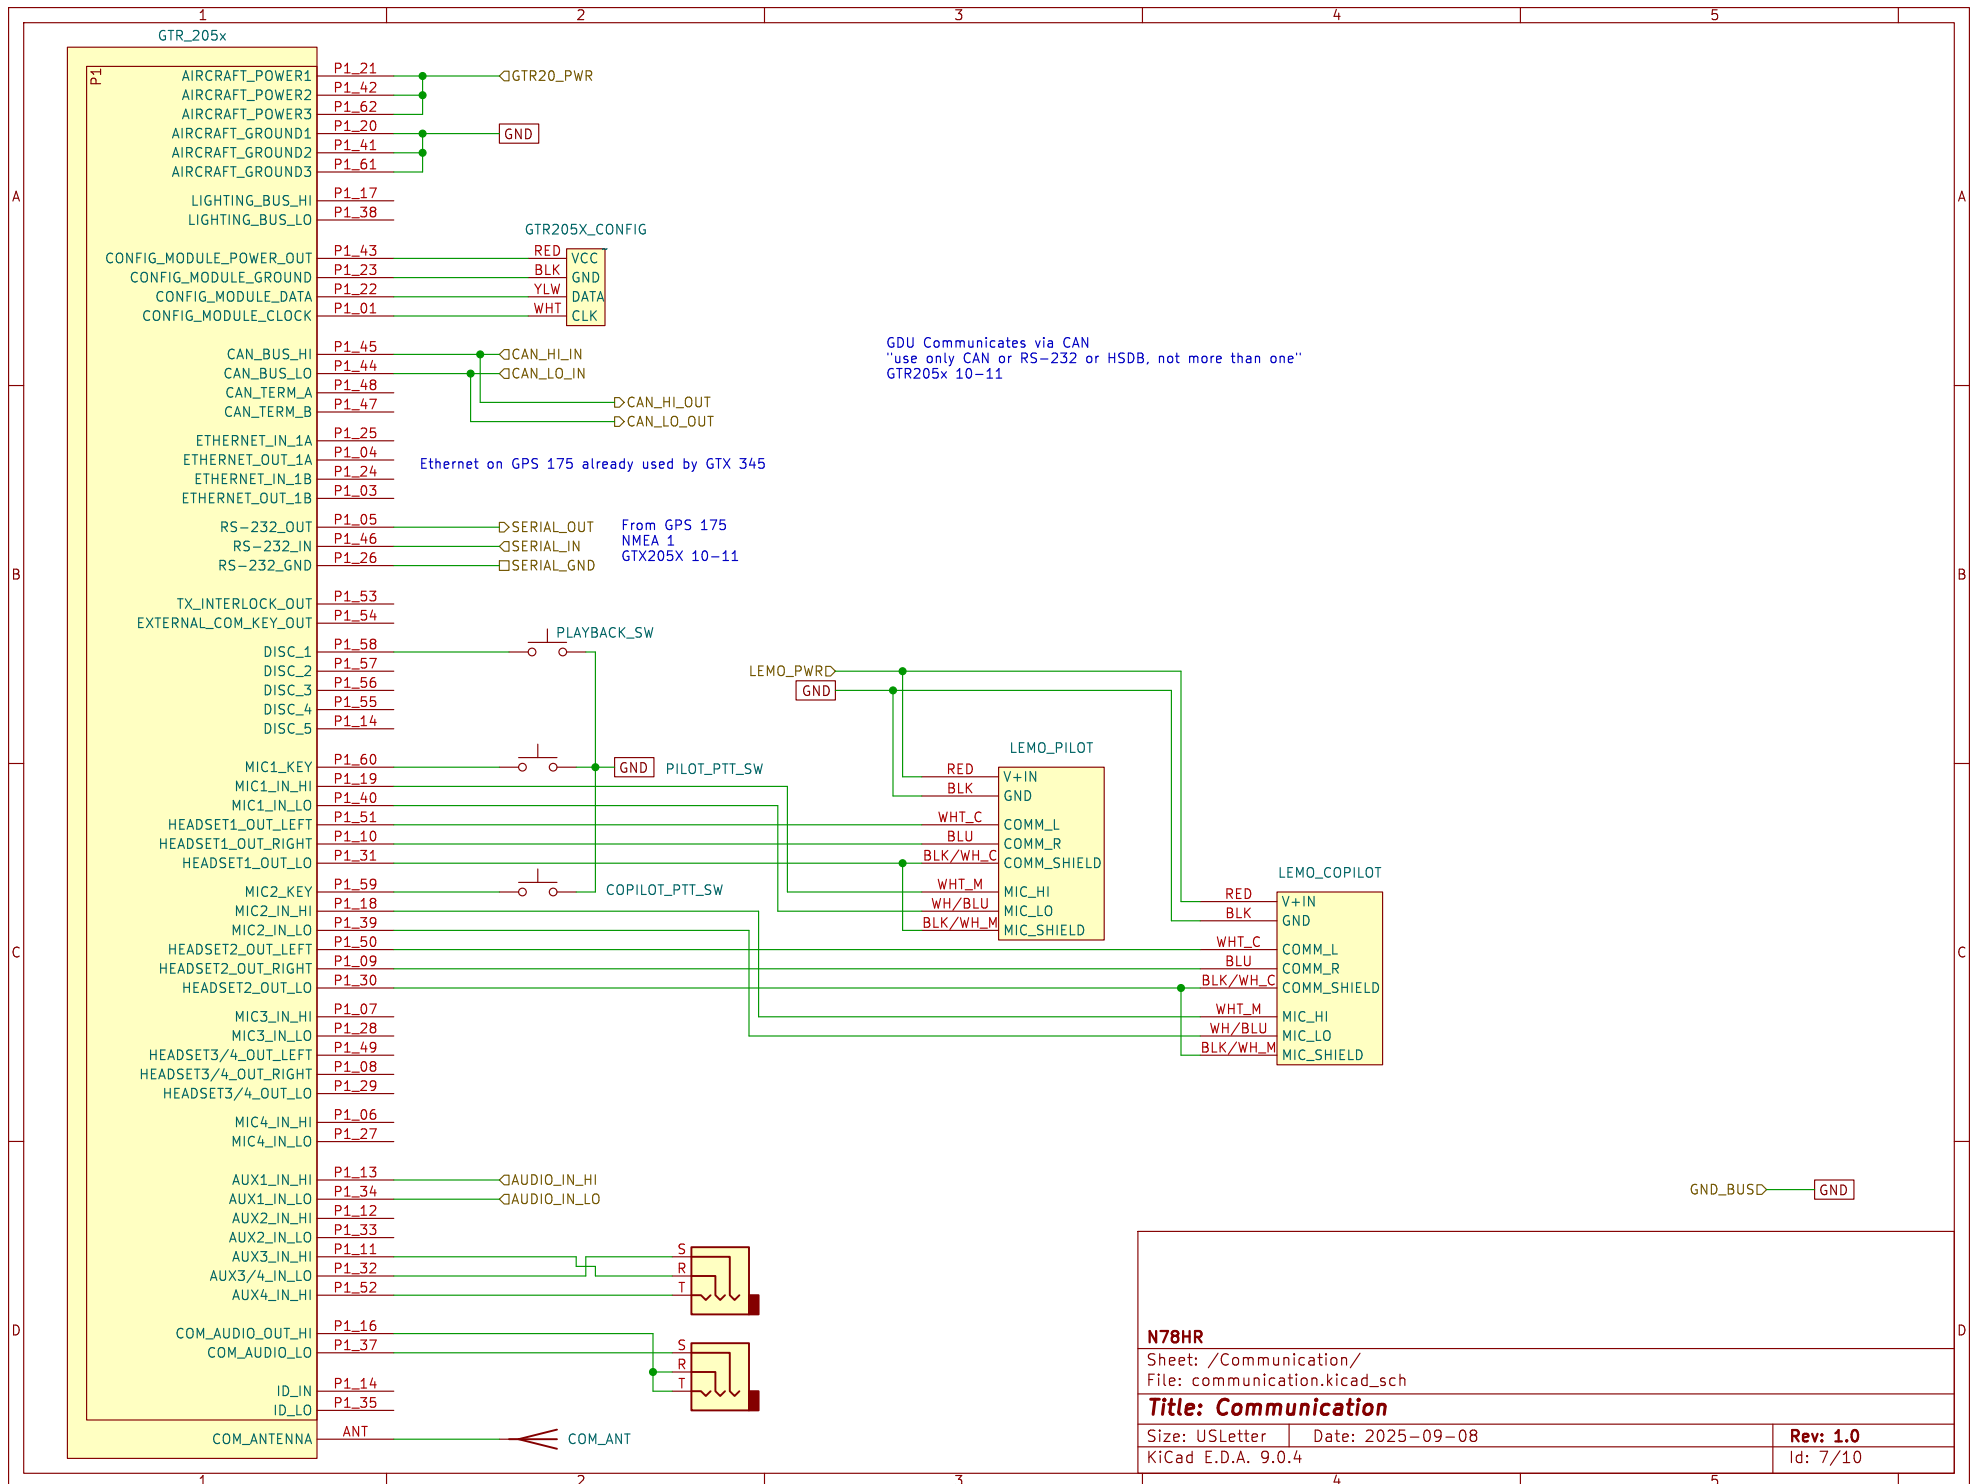 1 2 3 4 5
GTR_205x
P1
AIRCRAFT_POWER1 P1_21 GTR20_PWR
AIRCRAFT_POWER2 P1_42
AIRCRAFT_POWER3 P1_62
AIRCRAFT_GROUND1 P1_20 GND
AIRCRAFT_GROUND2 P1_41
AIRCRAFT_GROUND3 P1_61
A A
LIGHTING_BUS_HI P1_17
LIGHTING_BUS_LO P1_38
GTR205X_CONFIG
CONFIG_MODULE_POWER_OUT P1_43 RED VCC
CONFIG_MODULE_GROUND P1_23 BLK GND
CONFIG_MODULE_DATA P1_22 YLW DATA
CONFIG_MODULE_CLOCK P1_01 WHT CLK
GDU Communicates via CAN
"use only CAN or RS-232 or HSDB, not more than one"
GTR205x 10-11
CAN_BUS_HI P1_45 CAN_HI_IN
CAN_BUS_LO P1_44 CAN_LO_IN
CAN_TERM_A P1_48
CAN_HI_OUT
CAN_TERM_B P1_47
CAN_LO_OUT
ETHERNET_IN_1A P1_25
ETHERNET_OUT_1A P1_04
Ethernet on GPS 175 already used by GTX 345
ETHERNET_IN_1B P1_24
ETHERNET_OUT_1B P1_03
RS-232_OUT P1_05 SERIAL_OUT
RS-232_IN P1_46 SERIAL_IN
RS-232_GND P1_26 SERIAL_GND
From GPS 175
NMEA 1
GTX205X 10-11
B B
TX_INTERLOCK_OUT P1_53
EXTERNAL_COM_KEY_OUT P1_54
PLAYBACK_SW
DISC_1 P1_58
DISC_2 P1_57 LEMO_PWR
DISC_3 P1_56 GND
DISC_4 P1_55
DISC_5 P1_14
LEMO_PILOT
MIC1_KEY P1_60 GND PILOT_PTT_SW
RED V+IN
MIC1_IN_HI P1_19
BLK GND
MIC1_IN_LO P1_40
HEADSET1_OUT_LEFT P1_51 WHT_C COMM_L
HEADSET1_OUT_RIGHT P1_10 BLU COMM_R
HEADSET1_OUT_LO P1_31 BLK/WH_C COMM_SHIELD
LEMO_COPILOT
MIC2_KEY P1_59 COPILOT_PTT_SW WHT_M MIC_HI
RED V+IN
MIC2_IN_HI P1_18 WH/BLU MIC_LO
BLK GND
MIC2_IN_LO P1_39 BLK/WH_M MIC_SHIELD
HEADSET2_OUT_LEFT P1_50 WHT_C COMM_L
C C
HEADSET2_OUT_RIGHT P1_09 BLU COMM_R
HEADSET2_OUT_LO P1_30 BLK/WH_C COMM_SHIELD
MIC3_IN_HI P1_07 WHT_M MIC_HI
MIC3_IN_LO P1_28 WH/BLU MIC_LO
HEADSET3/4_OUT_LEFT P1_49 BLK/WH_M MIC_SHIELD
HEADSET3/4_OUT_RIGHT P1_08
HEADSET3/4_OUT_LO P1_29
MIC4_IN_HI P1_06
MIC4_IN_LO P1_27
AUX1_IN_HI P1_13 AUDIO_IN_HI
GND_BUS GND
AUX1_IN_LO P1_34 AUDIO_IN_LO
AUX2_IN_HI P1_12
AUX2_IN_LO P1_33
AUX3_IN_HI P1_11 S
AUX3/4_IN_LO P1_32 R
AUX4_IN_HI P1_52 T
D D
COM_AUDIO_OUT_HI P1_16
COM_AUDIO_LO P1_37 S
R
ID_IN P1_14 T
ID_LO P1_35
COM_ANTENNA ANT COM_ANT
N78HR
Sheet: /Communication/
File: communication.kicad_sch
Title: Communication
Size: USLetter Date: 2025-09-08 Rev: 1.0
KiCad E.D.A. 9.0.4 Id: 7/10
1 2 3 4 5